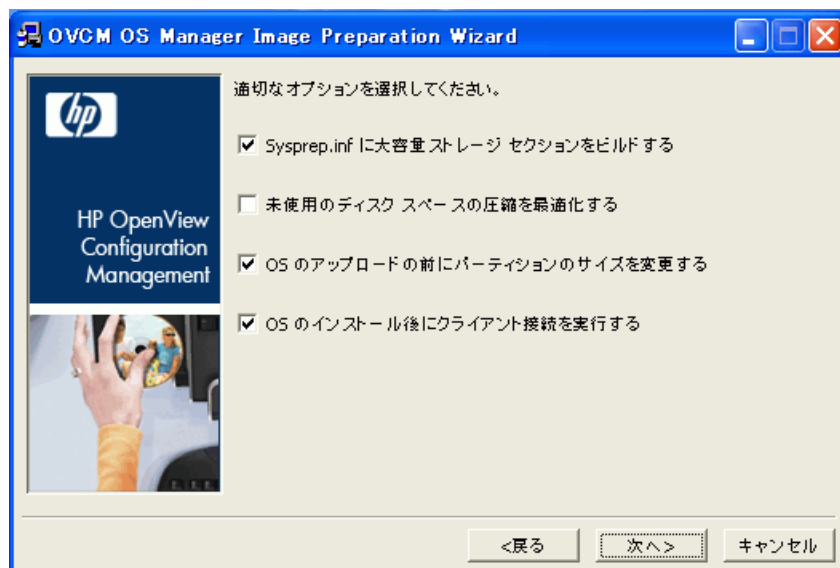 OVCM OS Manager Image Preparation Wizard
hp
HP OpenView
Configuration
Management
適切なオプションを選択してください。
Sysprep.inf に大容量ストレージ セクションをビルドする
未使用のディスク スペースの圧縮を最適化する
OS のアップロードの前にパーティションのサイズを変更する
OS のインストール後にクライアント接続を実行する
<戻る
次へ>
キャンセル